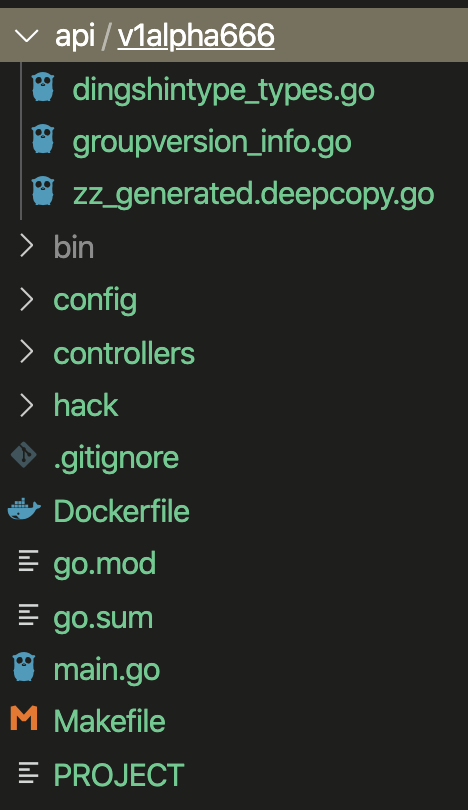 api / v1alpha666
dingshintype_types.go
groupversion_info.go
zz_generated.deepcopy.go
bin
config
controllers
hack
.gitignore
Dockerfile
go.mod
go.sum
main.go
Makefile
PROJECT